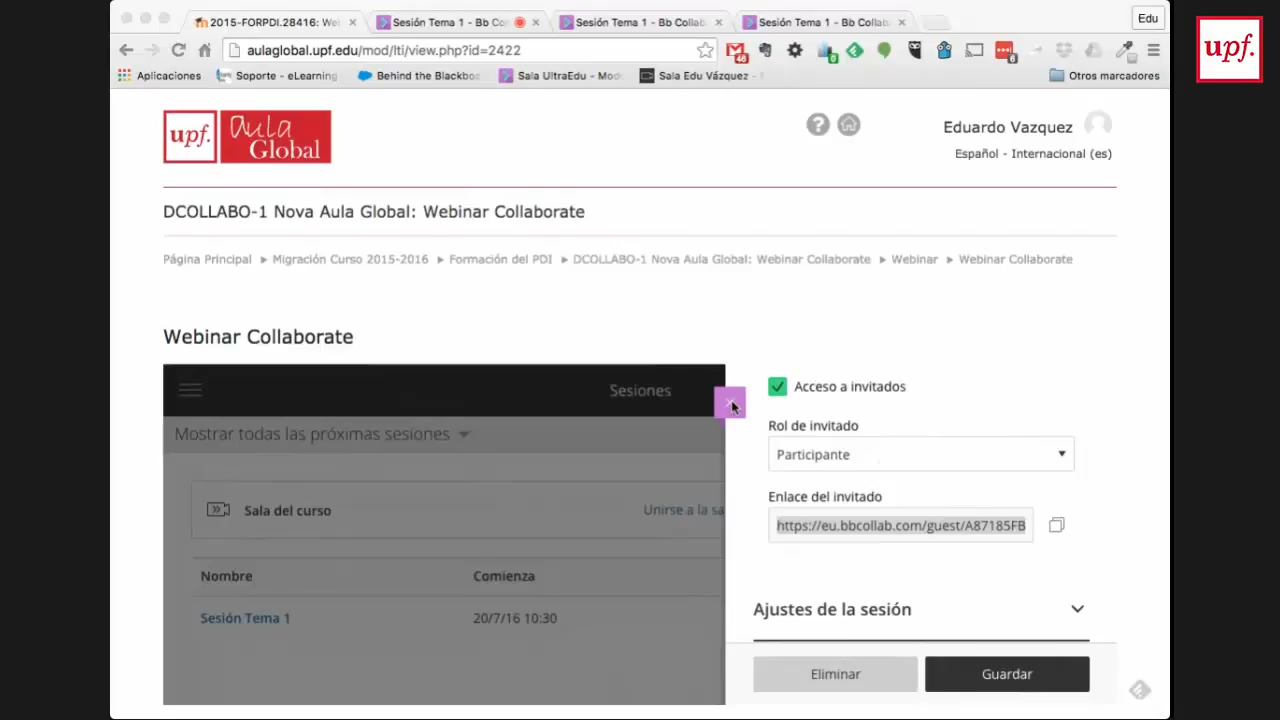 2015-FORPDI.28416: We
Sesión Tema 1 - Bb Co
Sesión Tema 1 - Bb Collab
Sesión Tema 1 - Bb Collab
Edu
aulaglobal.upf.edu/mod/lti/view.php?id=2422
Aplicaciones
Soporte - eLearning
Behind the Blackbo
Sala UltraEdu - Mod
Sala Edu Vázquez -
Otros marcadores
upf.
upf. Aula Global
Eduardo Vazquez
Español - Internacional (es)
DCOLLABO-1 Nova Aula Global: Webinar Collaborate
Página Principal ▶ Migración Curso 2015-2016 ▶ Formación del PDI ▶ DCOLLABO-1 Nova Aula Global: Webinar Collaborate ▶ Webinar ▶ Webinar Collaborate
Webinar Collaborate
Sesiones
Mostrar todas las próximas sesiones
Sala del curso
Unirse a la sa
Nombre
Comienza
Sesión Tema 1
20/7/16 10:30
Acceso a invitados
Rol de invitado
Participante
Enlace del invitado
https://eu.bbcollab.com/guest/A87185FB
Ajustes de la sesión
Eliminar
Guardar